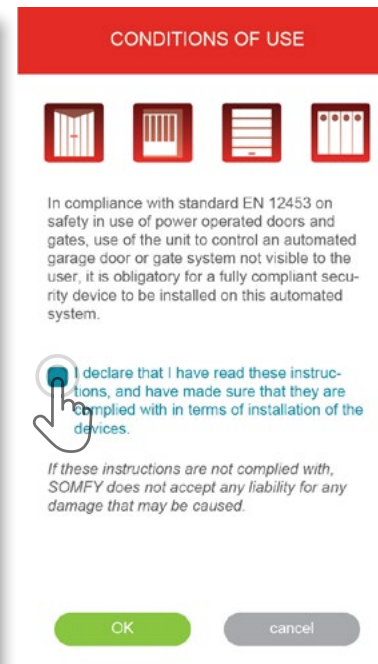 CONDITIONS OF USE
In compliance with standard EN 12453 on
safety in use of power operated doors and
gates, use of the unit to control an automated
garage door or gate system not visible to the
user, it is obligatory for a fully compliant secu-
rity device to be installed on this automated
system.
I declare that I have read these instruc-
tions, and have made sure that they are
complied with in terms of installation of the
devices.
If these instructions are not complied with,
SOMFY does not accept any liability for any
damage that may be caused.
OK
cancel